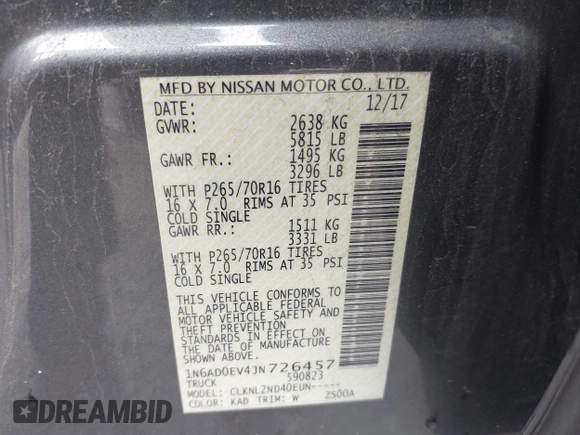 MFD BY NISSAN MOTOR CO., LTD.
DATE: 12/17
GVWR: 2638 KG
5815 LB
GAWR FR.: 1495 KG
3296 LB
WITH P265/70R16 TIRES
16 X 7.0 RIMS AT 35 PSI
COLD SINGLE
GAWR RR.: 1511 KG
3331 LB
WITH P265/70R16 TIRES
16 X 7.0 RIMS AT 35 PSI
COLD SINGLE
THIS VEHICLE CONFORMS TO
ALL APPLICABLE FEDERAL
MOTOR VEHICLE SAFETY AND
THEFT PREVENTION
STANDARDS IN EFFECT ON
THE DATE OF MANUFACTURE
SHOWN ABOVE.
1N6AD0EV4JN726457
TRUCK 590823
MODEL: CLKNLZND40EUN-----
COLOR: KAD TRIM: W 2500A
DREAMBID